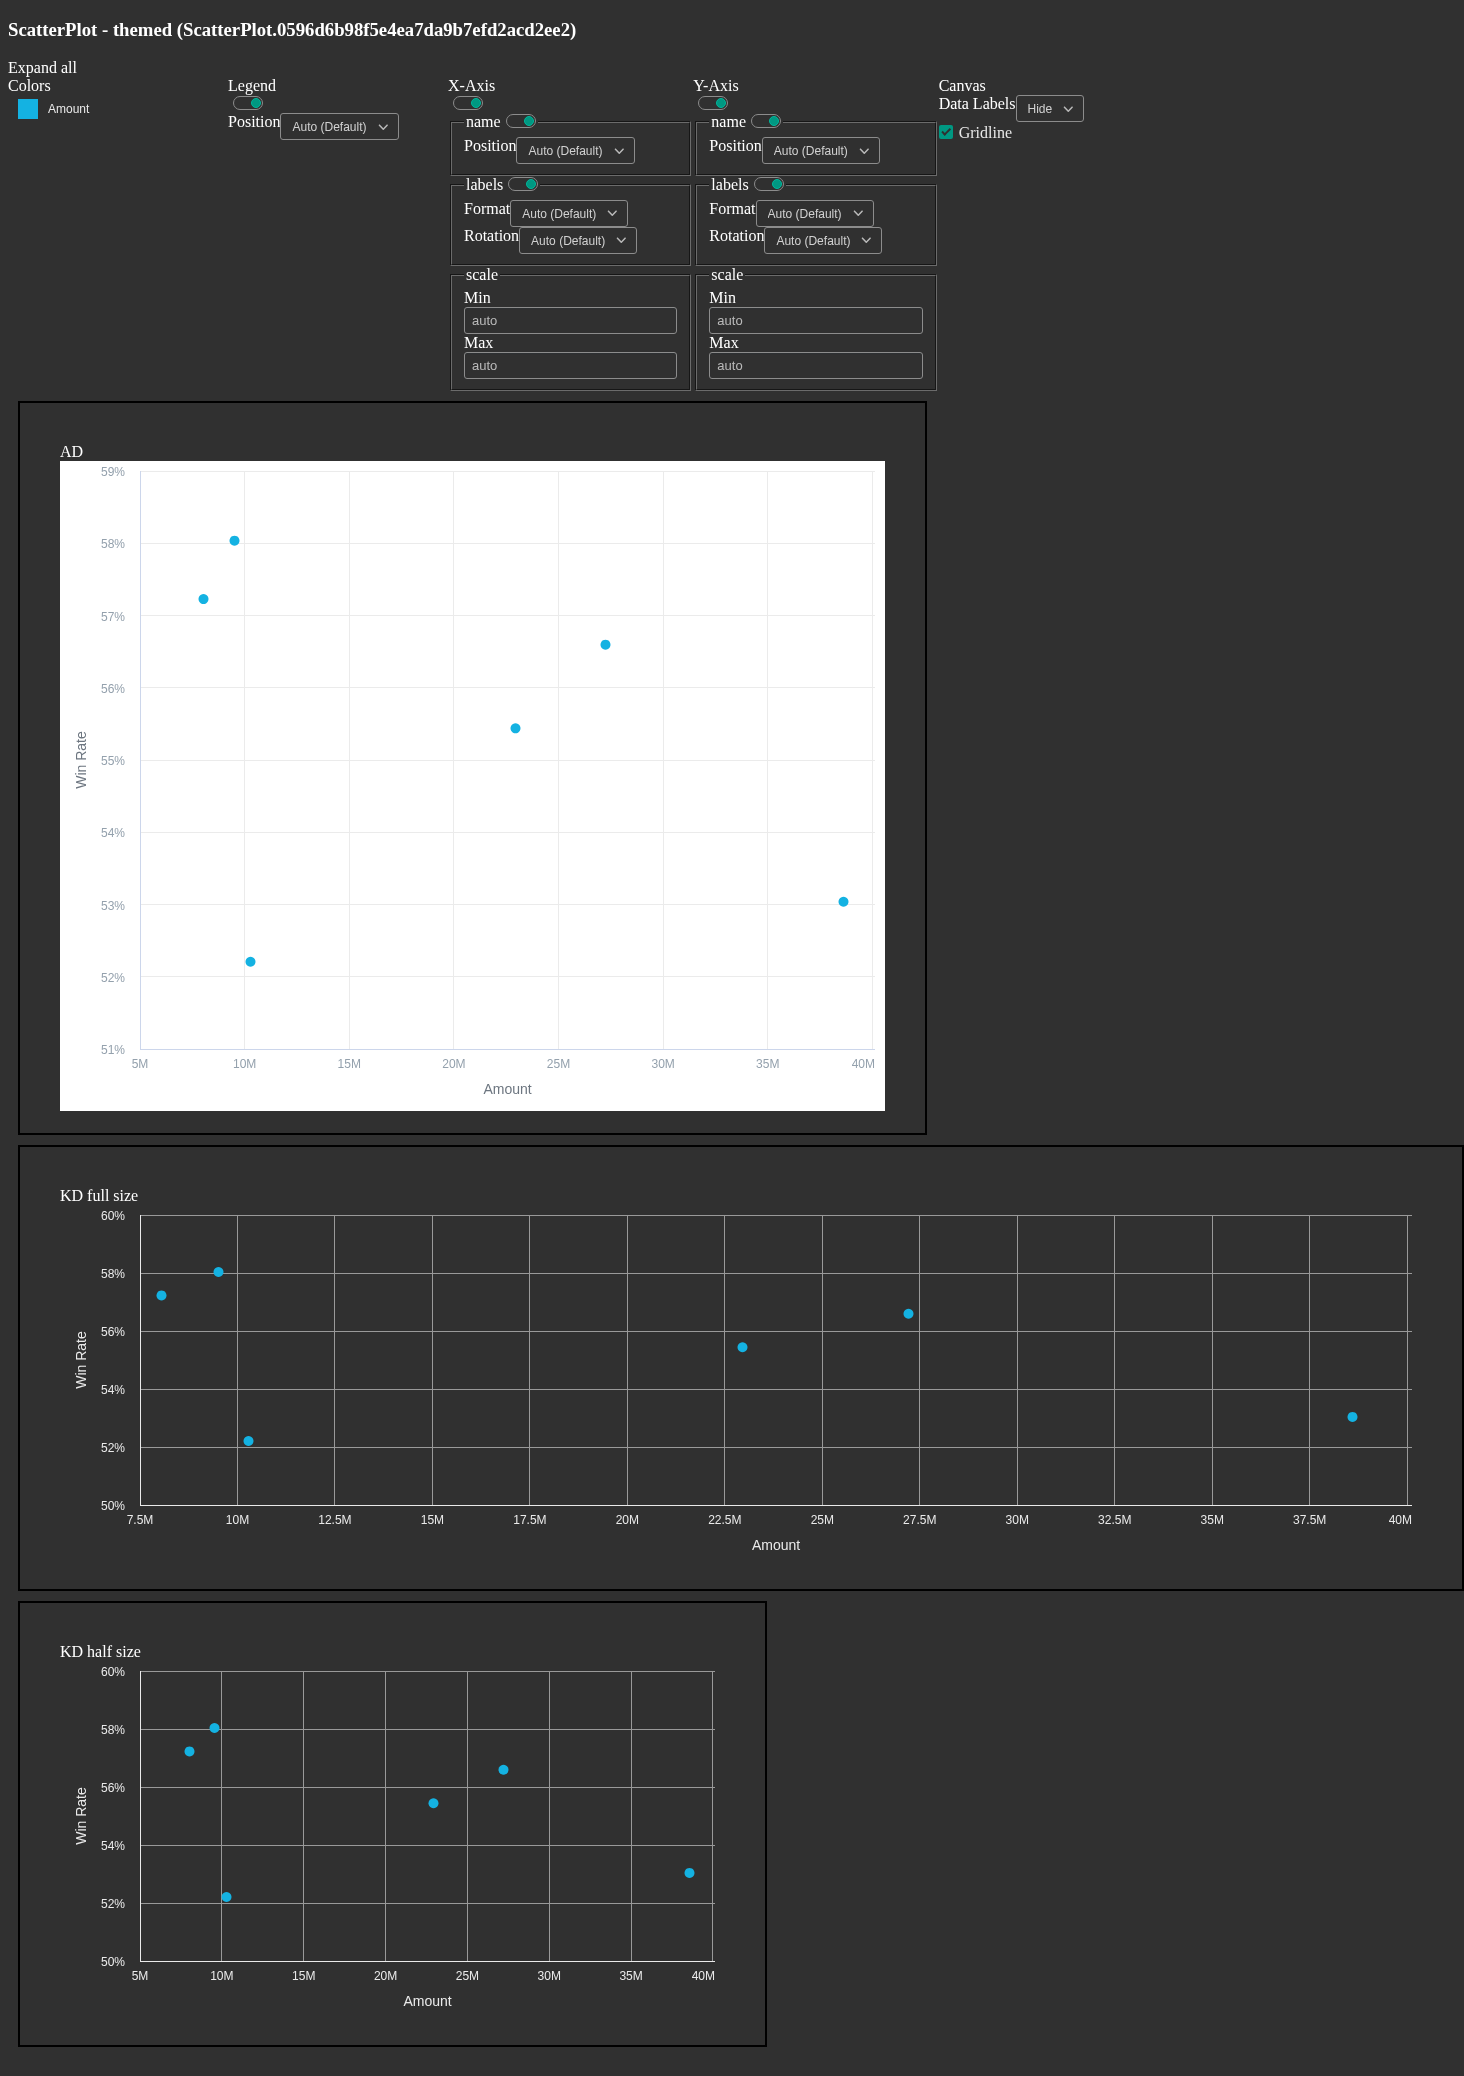 ScatterPlot - themed (ScatterPlot.0596d6b98f5e4ea7da9b7efd2acd2ee2)
Expand all
Colors
Amount
Legend
Position Auto (Default)
X-Axis
name
Position Auto (Default)
labels
Format Auto (Default)
Rotation Auto (Default)
scale
Min
auto
Max
auto
Y-Axis
name
Position Auto (Default)
labels
Format Auto (Default)
Rotation Auto (Default)
scale
Min
auto
Max
auto
Canvas
Data Labels Hide
Gridline
AD
59%
58%
57%
56%
55%
54%
53%
52%
51%
Win Rate
5M 10M 15M 20M 25M 30M 35M 40M
Amount
KD full size
60%
58%
56%
54%
52%
50%
Win Rate
7.5M 10M 12.5M 15M 17.5M 20M 22.5M 25M 27.5M 30M 32.5M 35M 37.5M 40M
Amount
KD half size
60%
58%
56%
54%
52%
50%
Win Rate
5M 10M 15M 20M 25M 30M 35M 40M
Amount